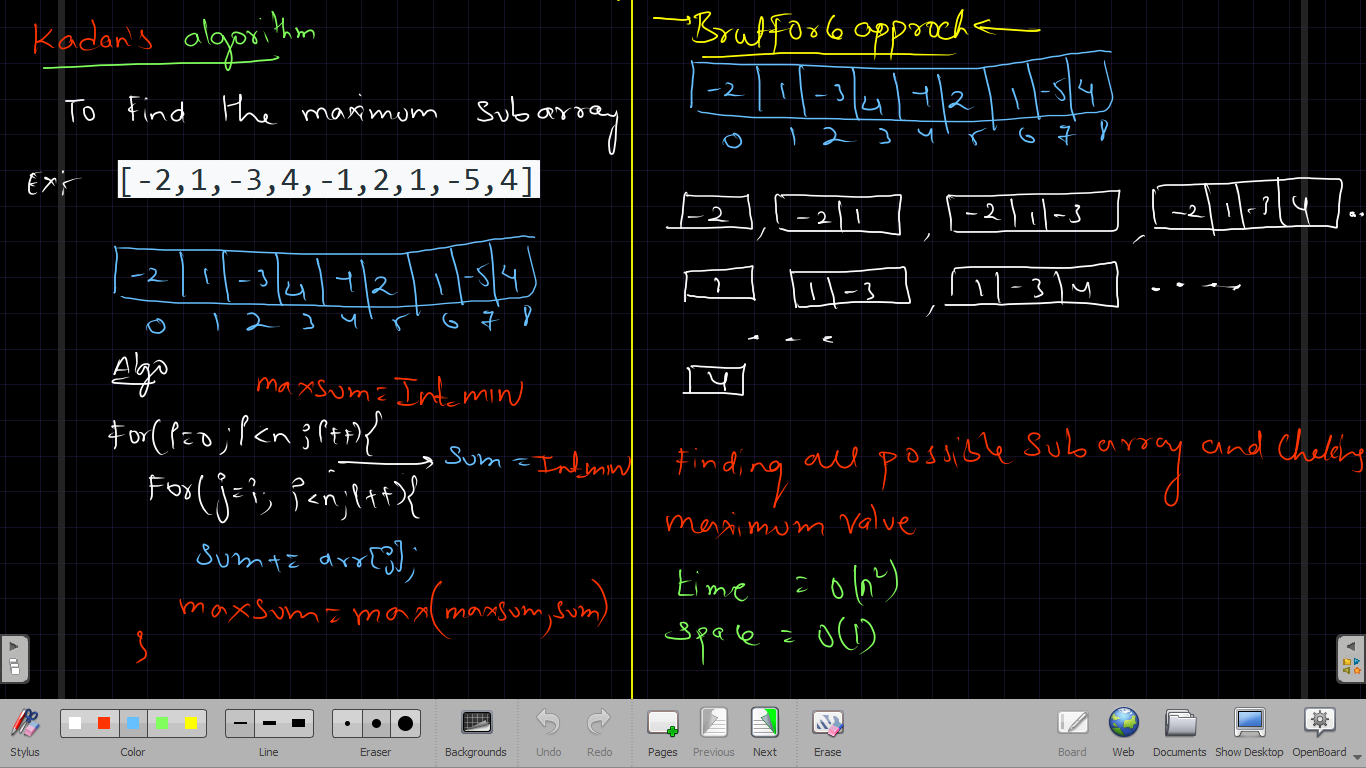 Kadan's algorithm
To Find the maximum Subarray
Ex:-
[-2,1,-3,4,-1,2,1,-5,4]
-2 1 -3 4 -1 2 1 -5 4
0 1 2 3 4 5 6 7 8
Algo
maxsum = Int_min
For(i=0 ; i<n ; i++){
Sum = Int_min
For(j=i; j<n; i++){
Sum+= arr[j];
maxsum = max(maxsum, sum)
}
BrutForce approch
-2 1 -3 4 -1 2 1 -5 4
0 1 2 3 4 5 6 7 8
-2 , -2 1 , -2 1 -3 , -2 1 -3 4 ..
1 1 -3 , 1 -3 4 .....
...
4
Finding all possible Subarray and Cheking
maximum value
time = O(n²)
Space = O(1)
Stylus Color Line Eraser Backgrounds Undo Redo Pages Previous Next Erase Board Web Documents Show Desktop OpenBoard